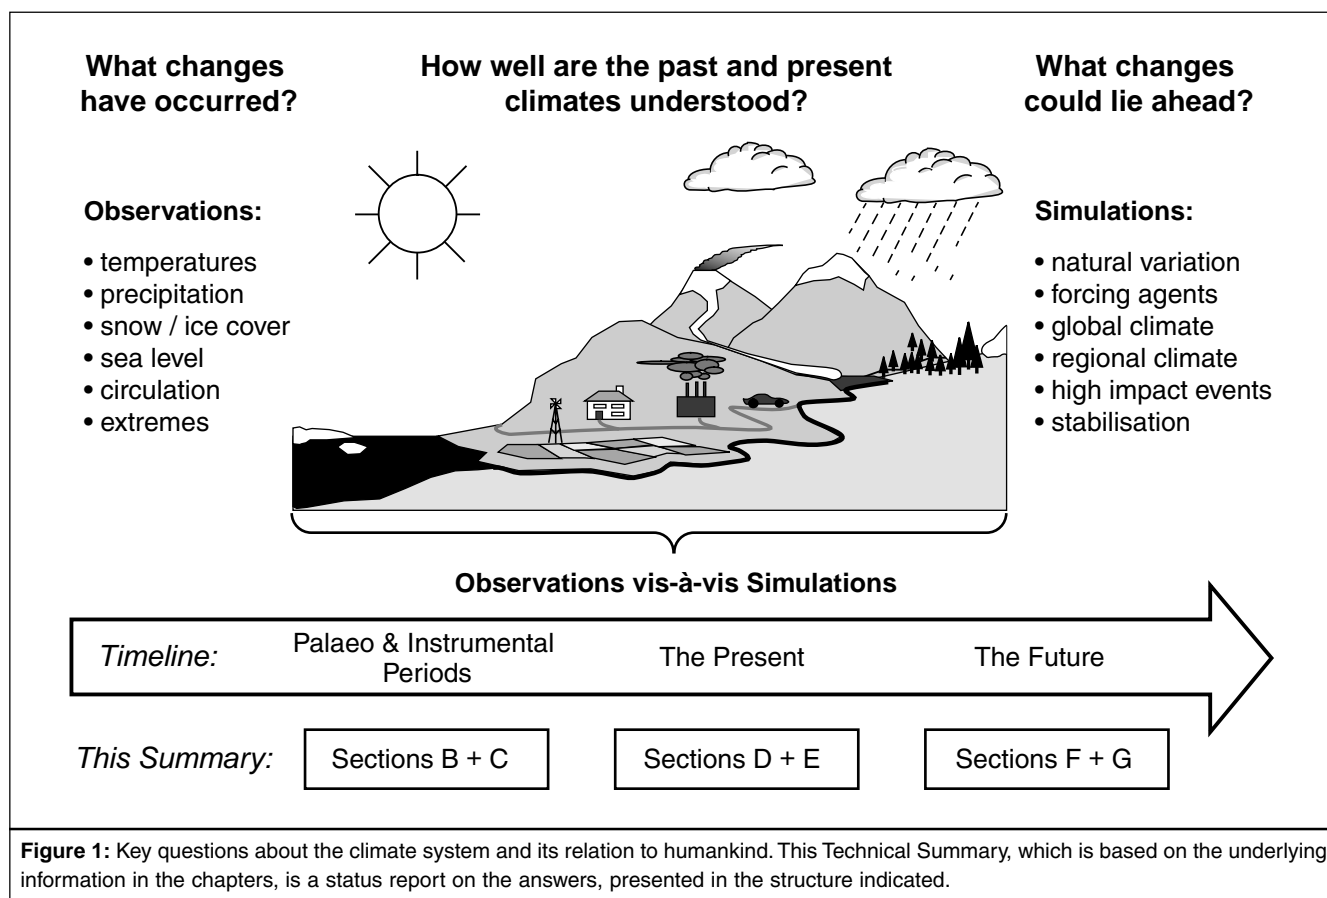 What changes
have occurred?
How well are the past and present
climates understood?
What changes
could lie ahead?
Observations:
• temperatures
• precipitation
• snow / ice cover
• sea level
• circulation
• extremes
Simulations:
• natural variation
• forcing agents
• global climate
• regional climate
• high impact events
• stabilisation
Observations vis-à-vis Simulations
Timeline:
Palaeo & Instrumental
Periods
The Present
The Future
This Summary:
Sections B + C
Sections D + E
Sections F + G
Figure 1: Key questions about the climate system and its relation to humankind. This Technical Summary, which is based on the underlying
information in the chapters, is a status report on the answers, presented in the structure indicated.